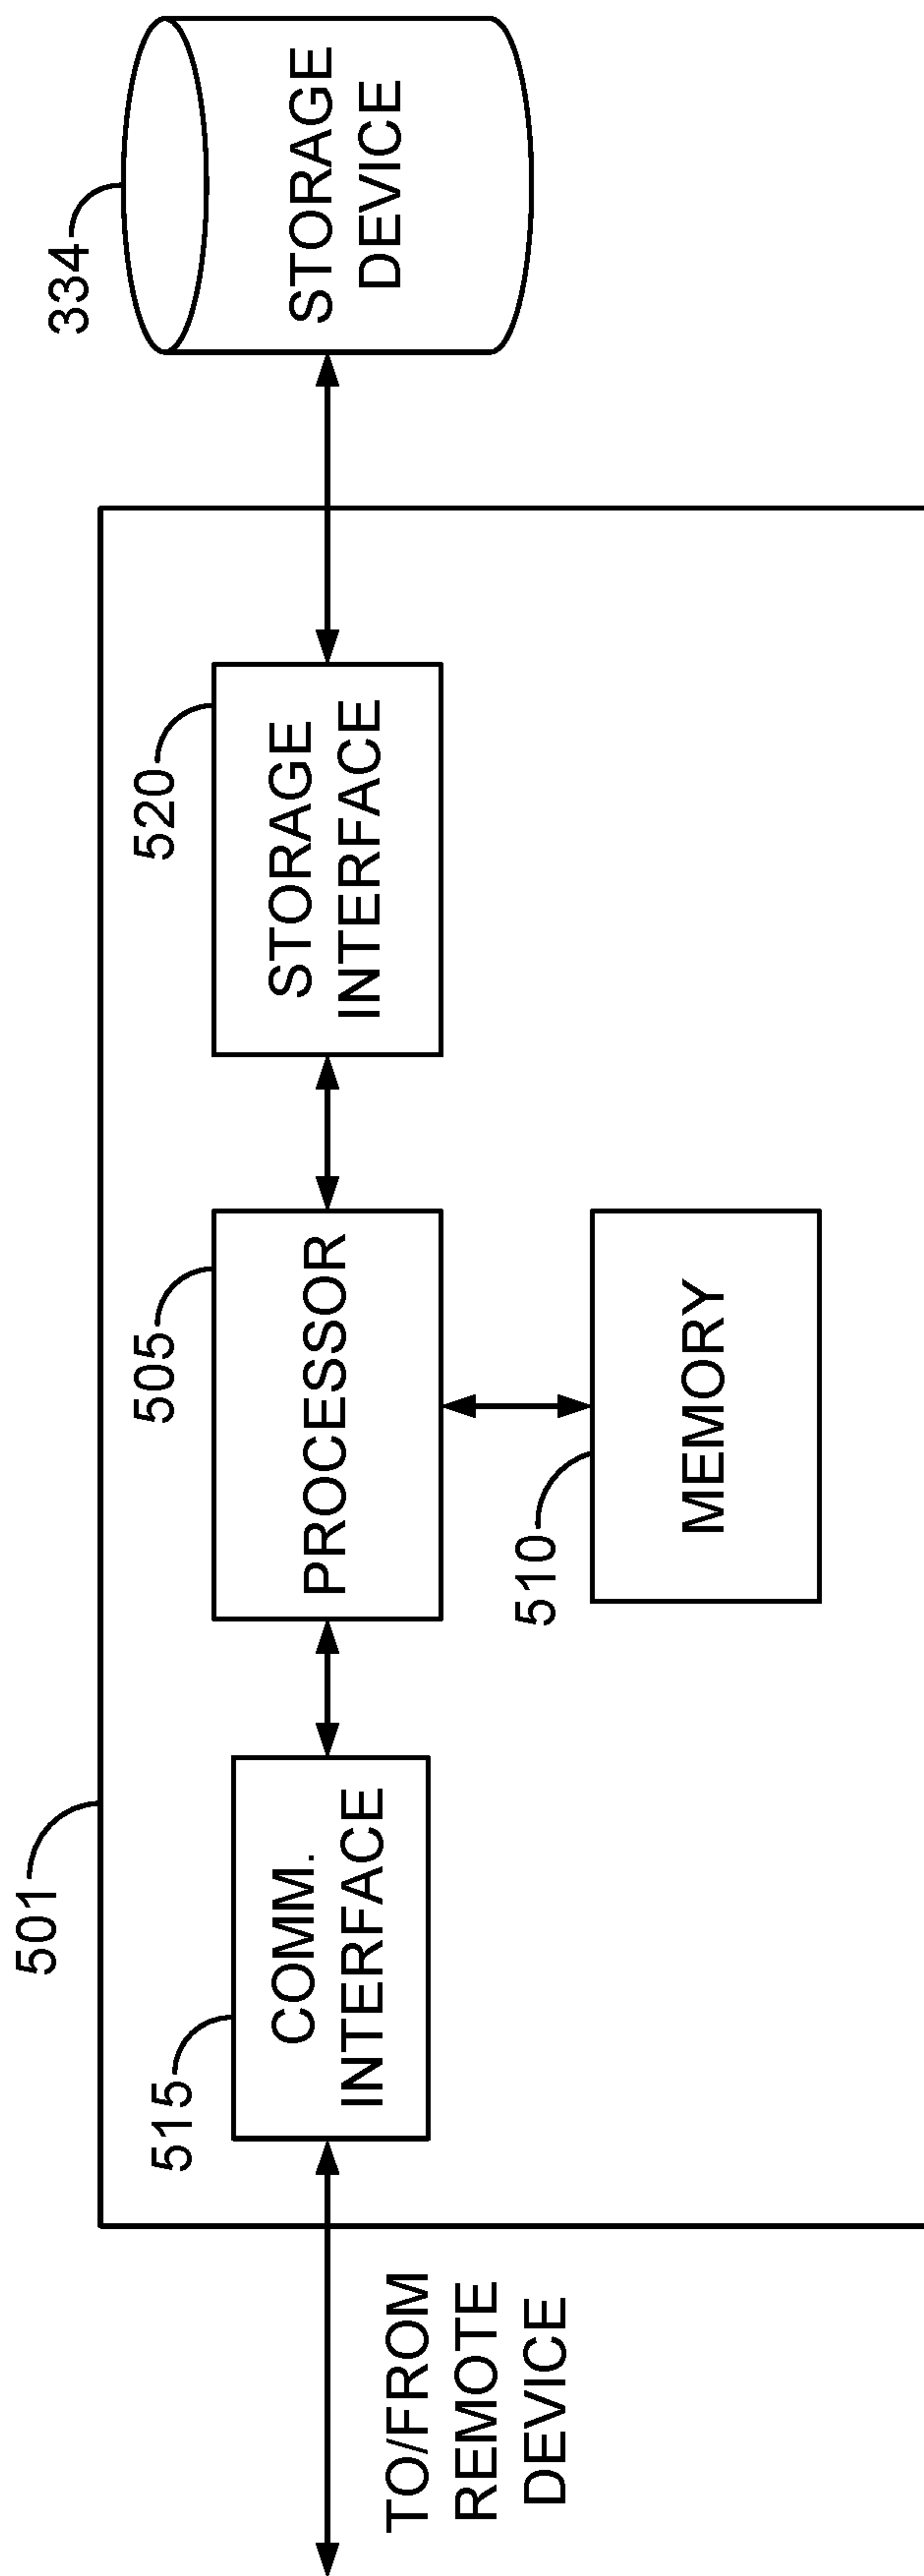 501
515
COMM.
INTERFACE
505
PROCESSOR
520
STORAGE
INTERFACE
334
STORAGE
DEVICE
TO/FROM
REMOTE
DEVICE
510
MEMORY